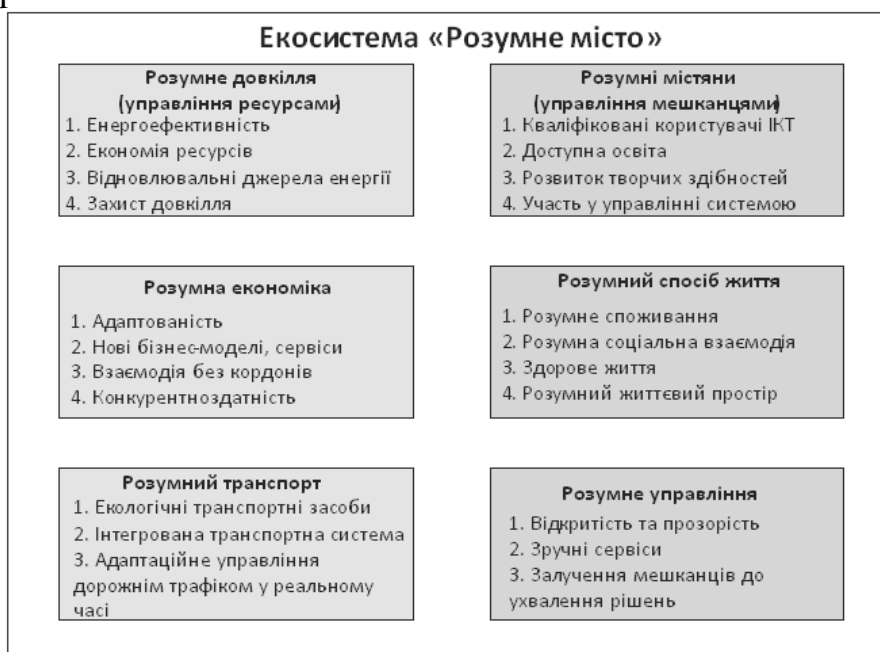 Екосистема «Розумне місто»
Розумне довкілля
(управління ресурсами)
1. Енергоефективність
2. Економія ресурсів
3. Відновлювальні джерела енергії
4. Захист довкілля
Розумні містяни
(управління мешканцями)
1. Кваліфіковані користувачі ІКТ
2. Доступна освіта
3. Розвиток творчих здібностей
4. Участь у управлінні системою
Розумна економіка
1. Адаптованість
2. Нові бізнес-моделі, сервіси
3. Взаємодія без кордонів
4. Конкурентноздатність
Розумний спосіб життя
1. Розумне споживання
2. Розумна соціальна взаємодія
3. Здорове життя
4. Розумний життєвий простір
Розумний транспорт
1. Екологічні транспортні засоби
2. Інтегрована транспортна система
3. Адаптаційне управління
дорожнім трафіком у реальному
часі
Розумне управління
1. Відкритість та прозорість
2. Зручні сервіси
3. Залучення мешканців до
ухвалення рішень